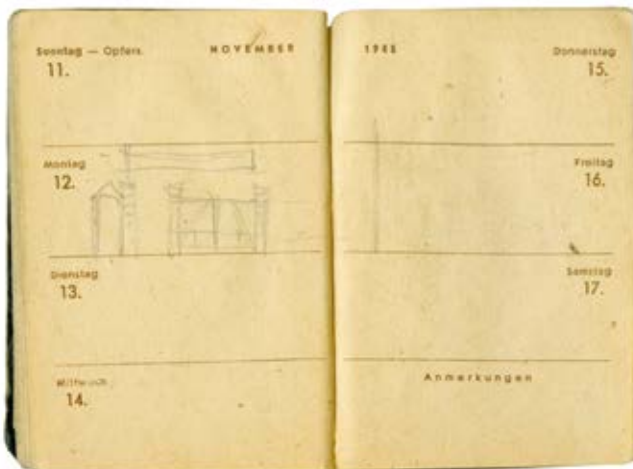 Sonntag — Opfers.
11.
NOVEMBER
Montag
12.
Dienstag
13.
Mittwoch
14.
1945
Donnerstag
15.
Freitag
16.
Samstag
17.
Anmerkungen